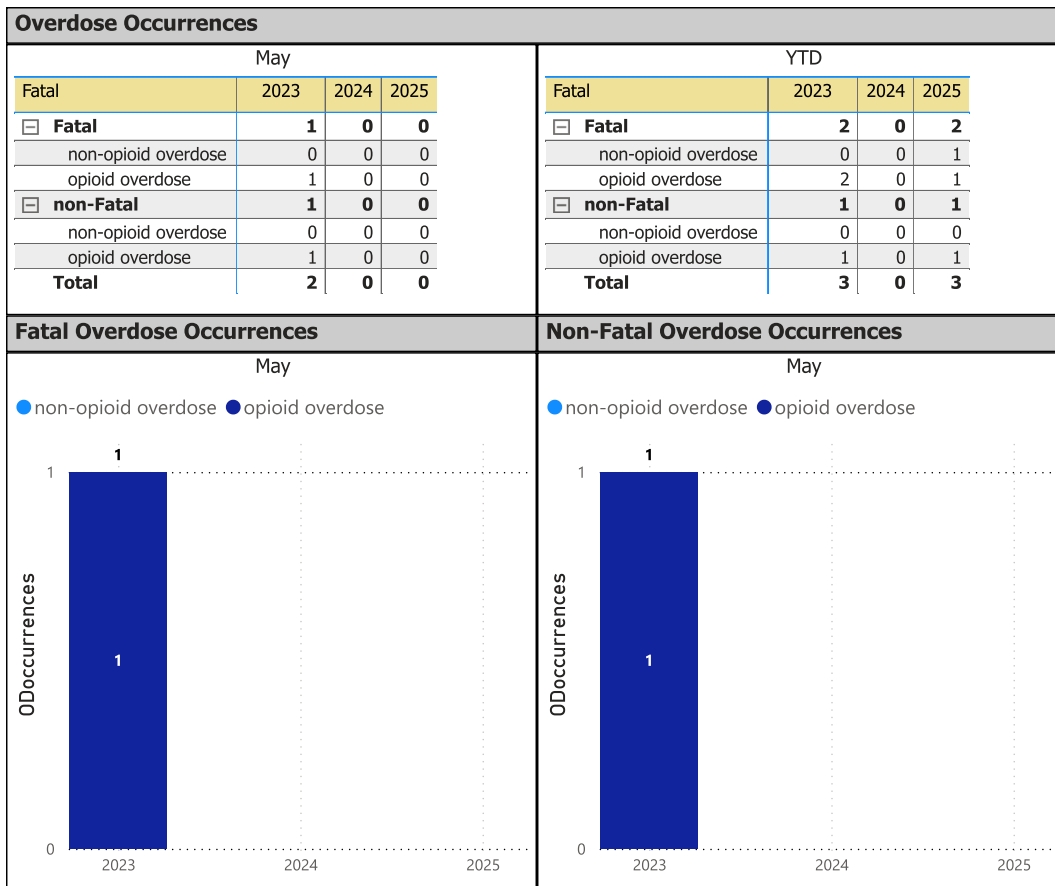 Overdose Occurrences
May
Fatal 2023 2024 2025
Fatal 1 0 0
non-opioid overdose 0 0 0
opioid overdose 1 0 0
non-Fatal 1 0 0
non-opioid overdose 0 0 0
opioid overdose 1 0 0
Total 2 0 0
YTD
Fatal 2023 2024 2025
Fatal 2 0 2
non-opioid overdose 0 0 1
opioid overdose 2 0 1
non-Fatal 1 0 1
non-opioid overdose 0 0 0
opioid overdose 1 0 1
Total 3 0 3
Fatal Overdose Occurrences
May
non-opioid overdose opioid overdose
1
1
ODoccurrences
1
0
2023 2024 2025
Non-Fatal Overdose Occurrences
May
non-opioid overdose opioid overdose
1
1
ODoccurrences
1
0
2023 2024 2025